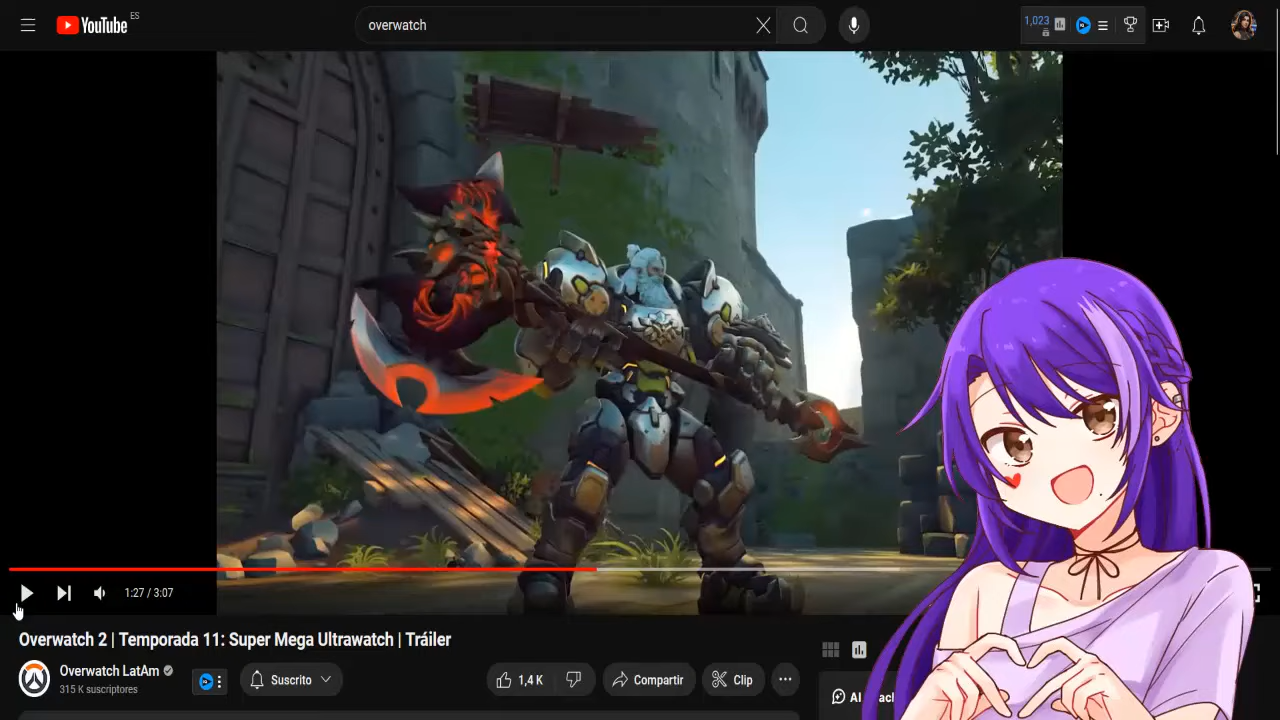 YouTube ES
overwatch
1,023
1:27 / 3:07
Overwatch 2 | Temporada 11: Super Mega Ultrawatch | Tráiler
Overwatch LatAm
315 K suscriptores
Suscrito
1,4 K
Compartir
Clip
AI